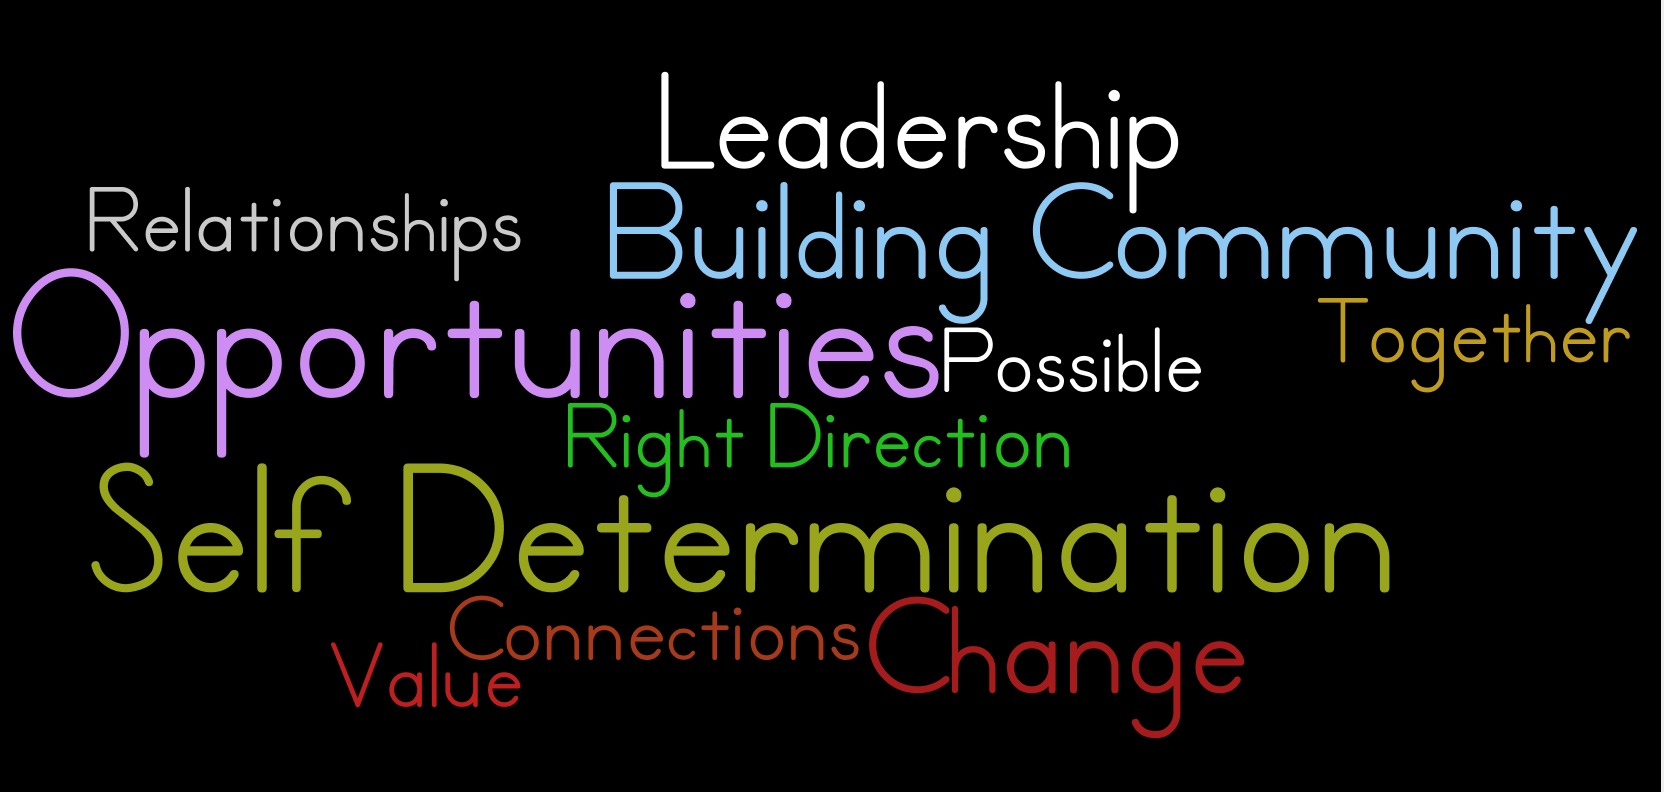 Leadership
Relationships
Building Community
Opportunities
Possible
Together
Right Direction
Self Determination
Connections
Change
Value